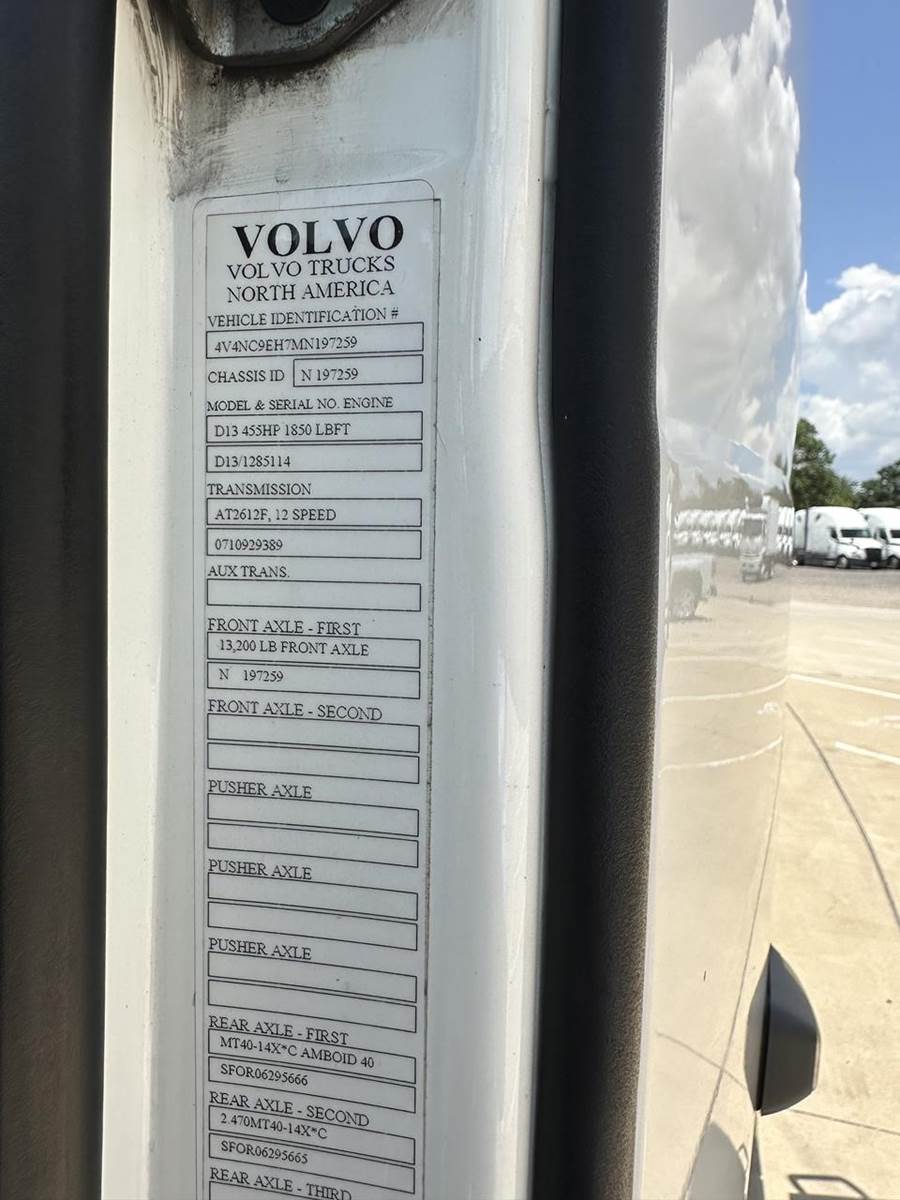 VOLVO
VOLVO TRUCKS
NORTH AMERICA
VEHICLE IDENTIFICATION #
4V4NC9EH7MN197259
CHASSIS ID N 197259
MODEL & SERIAL NO. ENGINE
D13 455HP 1850 LBFT
D13/1285114
TRANSMISSION
AT2612F, 12 SPEED
0710929389
AUX TRANS.
FRONT AXLE - FIRST
13,200 LB FRONT AXLE
N 197259
FRONT AXLE - SECOND
PUSHER AXLE
PUSHER AXLE
PUSHER AXLE
REAR AXLE - FIRST
MT40-14X*C AMBOID 40
SFOR06295666
REAR AXLE - SECOND
2.470MT40-14X*C
SFOR06295665
REAR AXLE - THIRD